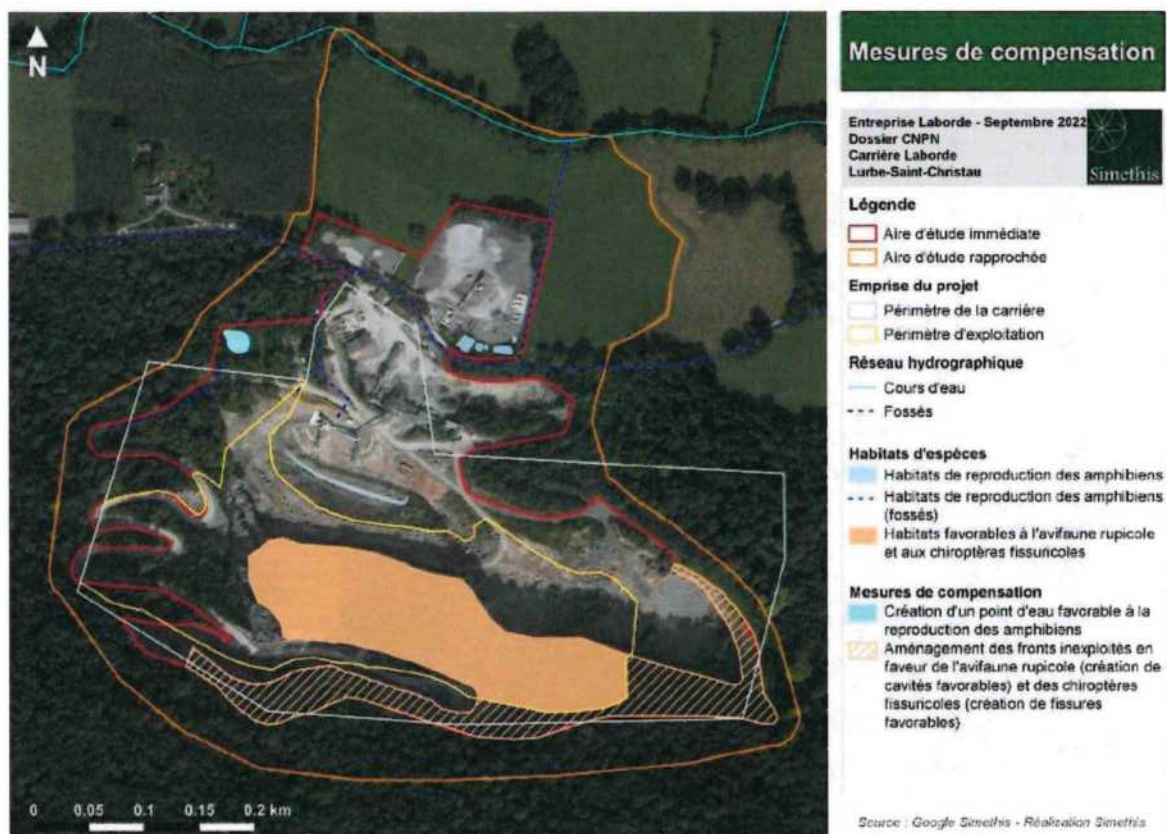 N
0 0.05 0.1 0.15 0.2 km
Mesures de compensation
Entreprise Laborde - Septembre 2022
Dossier CNPN
Carrière Laborde
Lurbe-Saint-Christau
Simethis
Légende
Aire d'étude immédiate
Aire d'étude rapprochée
Emprise du projet
Périmètre de la carrière
Périmètre d'exploitation
Réseau hydrographique
Cours d'eau
Fossés
Habitats d'espèces
Habitats de reproduction des amphibiens
Habitats de reproduction des amphibiens
(fossés)
Habitats favorables à l'avifaune rupicole
et aux chiroptères fissuricoles
Mesures de compensation
Création d'un point d'eau favorable à la
reproduction des amphibiens
Aménagement des fronts inexploités en
faveur de l'avifaune rupicole (création de
cavités favorables) et des chiroptères
fissuricoles (création de fissures
favorables)
Source : Google Simethis - Réalisation Simethis